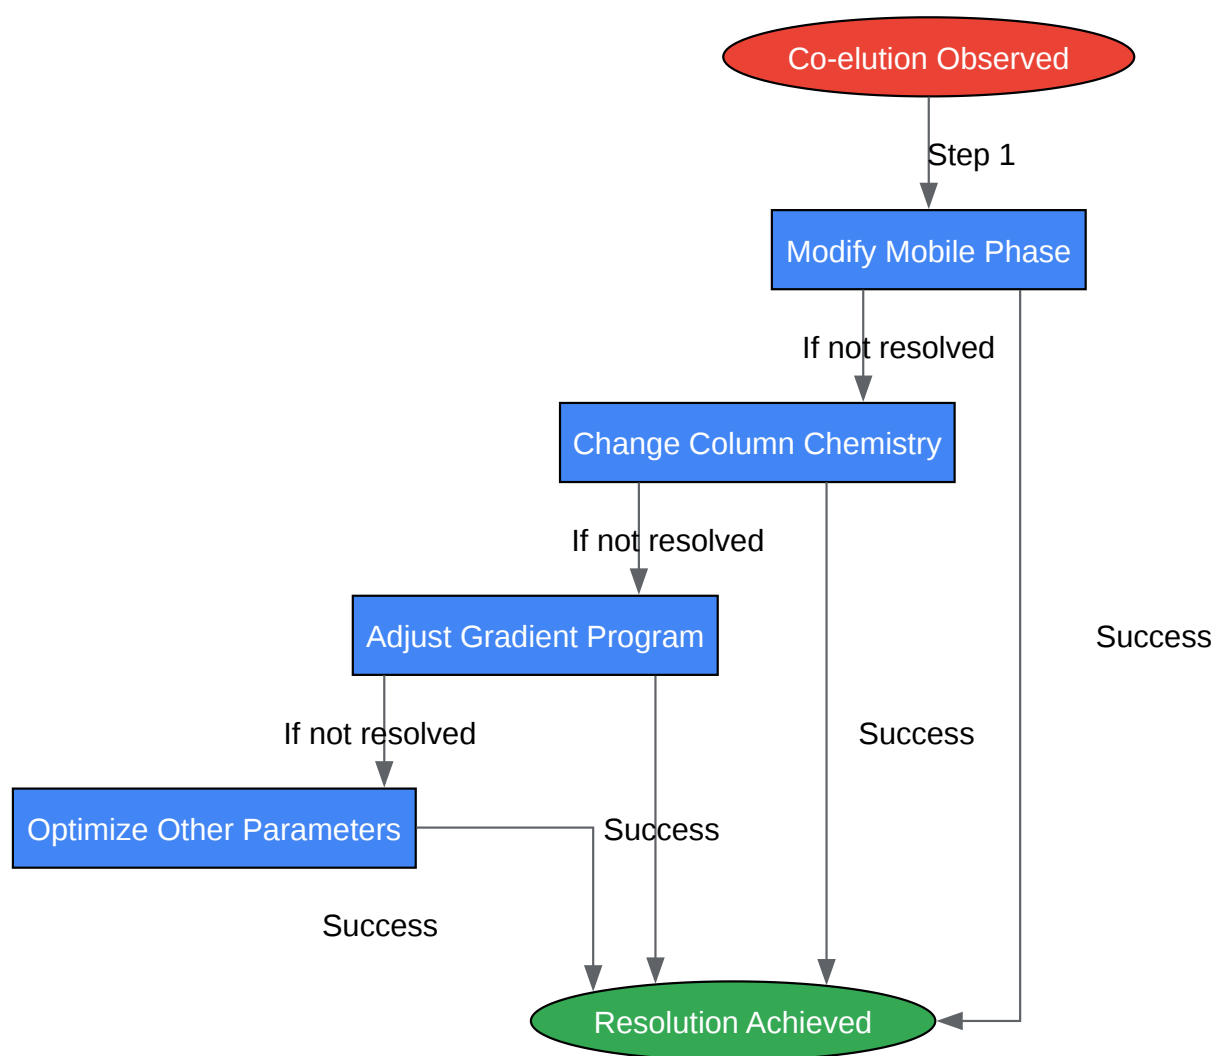 Co-elution Observed
Step 1
Modify Mobile Phase
If not resolved
Change Column Chemistry
If not resolved
Adjust Gradient Program
Success
If not resolved
Success
Optimize Other Parameters
Success
Success
Resolution Achieved